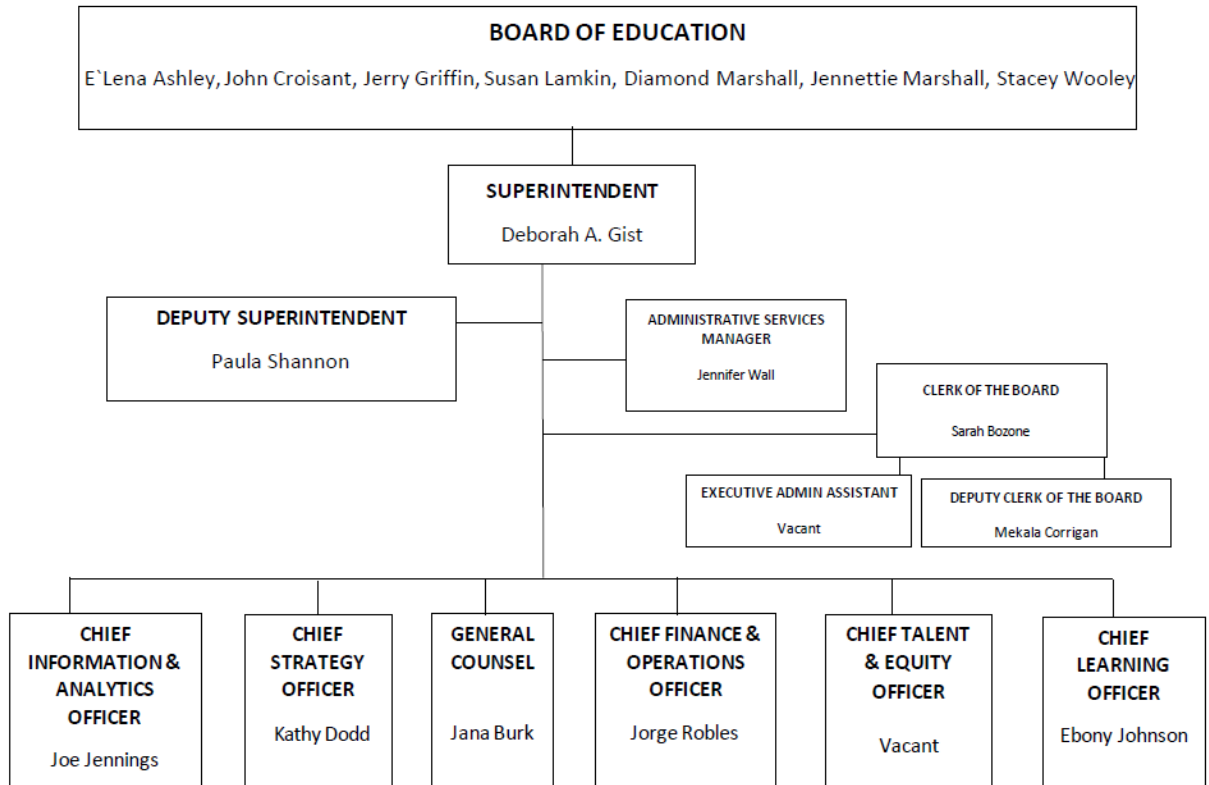 BOARD OF EDUCATION
E`Lena Ashley, John Croisant, Jerry Griffin, Susan Lamkin, Diamond Marshall, Jennettie Marshall, Stacey Wooley
SUPERINTENDENT
Deborah A. Gist
DEPUTY SUPERINTENDENT
Paula Shannon
ADMINISTRATIVE SERVICES
MANAGER
Jennifer Wall
CLERK OF THE BOARD
Sarah Bozone
EXECUTIVE ADMIN ASSISTANT
Vacant
DEPUTY CLERK OF THE BOARD
Mekala Corrigan
CHIEF
INFORMATION &
ANALYTICS
OFFICER
Joe Jennings
CHIEF
STRATEGY
OFFICER
Kathy Dodd
GENERAL
COUNSEL
Jana Burk
CHIEF FINANCE &
OPERATIONS
OFFICER
Jorge Robles
CHIEF TALENT
& EQUITY
OFFICER
Vacant
CHIEF
LEARNING
OFFICER
Ebony Johnson